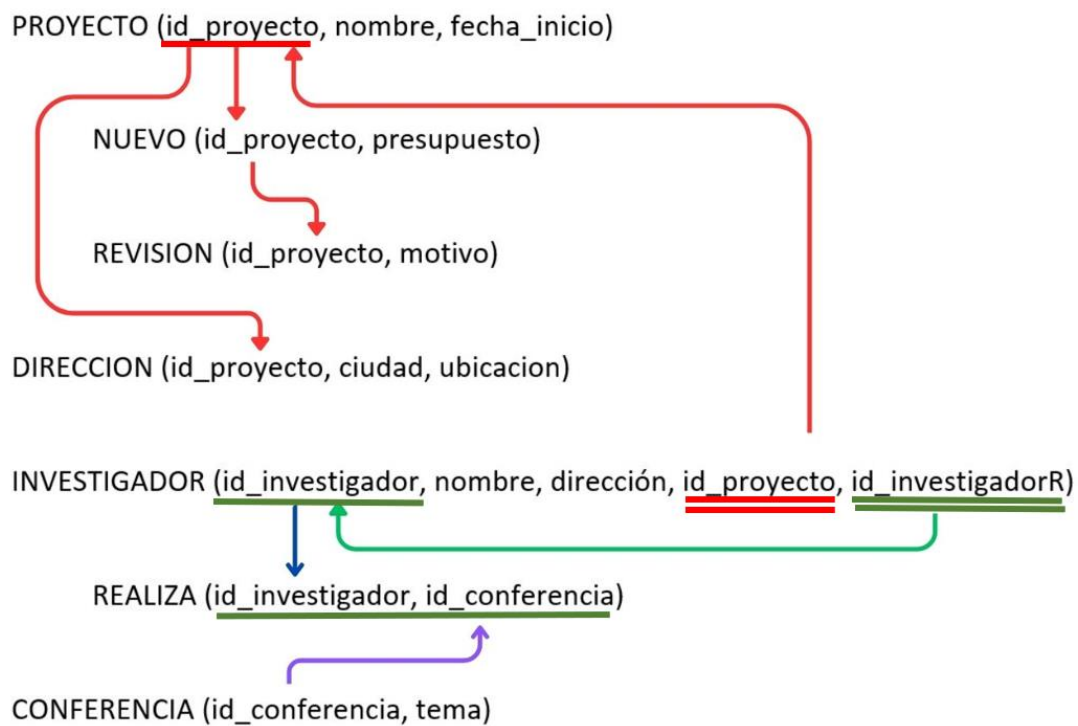 PROYECTO (id_proyecto, nombre, fecha_inicio)
NUEVO (id_proyecto, presupuesto)
REVISION (id_proyecto, motivo)
DIRECCION (id_proyecto, ciudad, ubicacion)
INVESTIGADOR (id_investigador, nombre, dirección, id_proyecto, id_investigadorR)
REALIZA (id_investigador, id_conferencia)
CONFERENCIA (id_conferencia, tema)